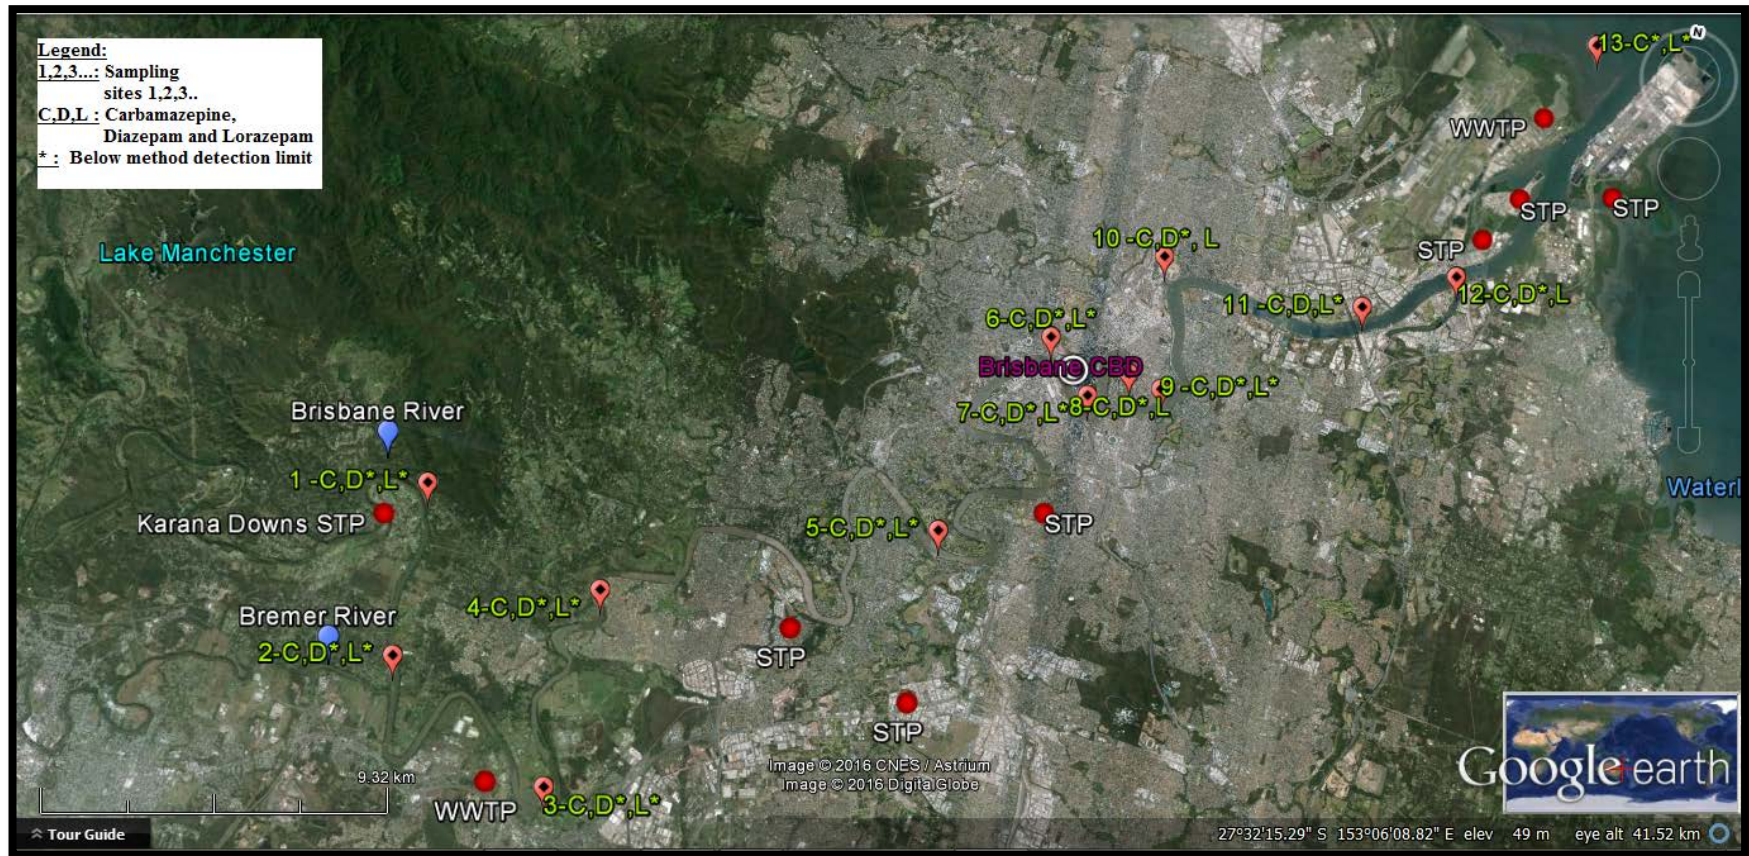 Legend:
1,2,3...: Sampling
sites 1,2,3..
C,D,L : Carbamazepine,
Diazepam and Lorazepam
* : Below method detection limit
13-C*,L*
N
WWTP
STP
STP
STP
Lake Manchester
10 -C,D*, L
11 -C,D,L*
12-C,D*,L
6-C,D*,L*
Brisbane CBD
9 -C,D*,L*
7-C,D*,L*
8-C,D*,L
Brisbane River
1 -C,D*,L*
Karana Downs STP
5-C,D*,L*
STP
4-C,D*,L*
Bremer River
2-C,D*,L*
STP
STP
9.32 km
WWTP
3-C,D*,L*
Image © 2016 CNES / Astrium
Image © 2016 DigitalGlobe
Google earth
Tour Guide
27°32'15.29" S 153°06'08.82" E elev 49 m eye alt 41.52 km